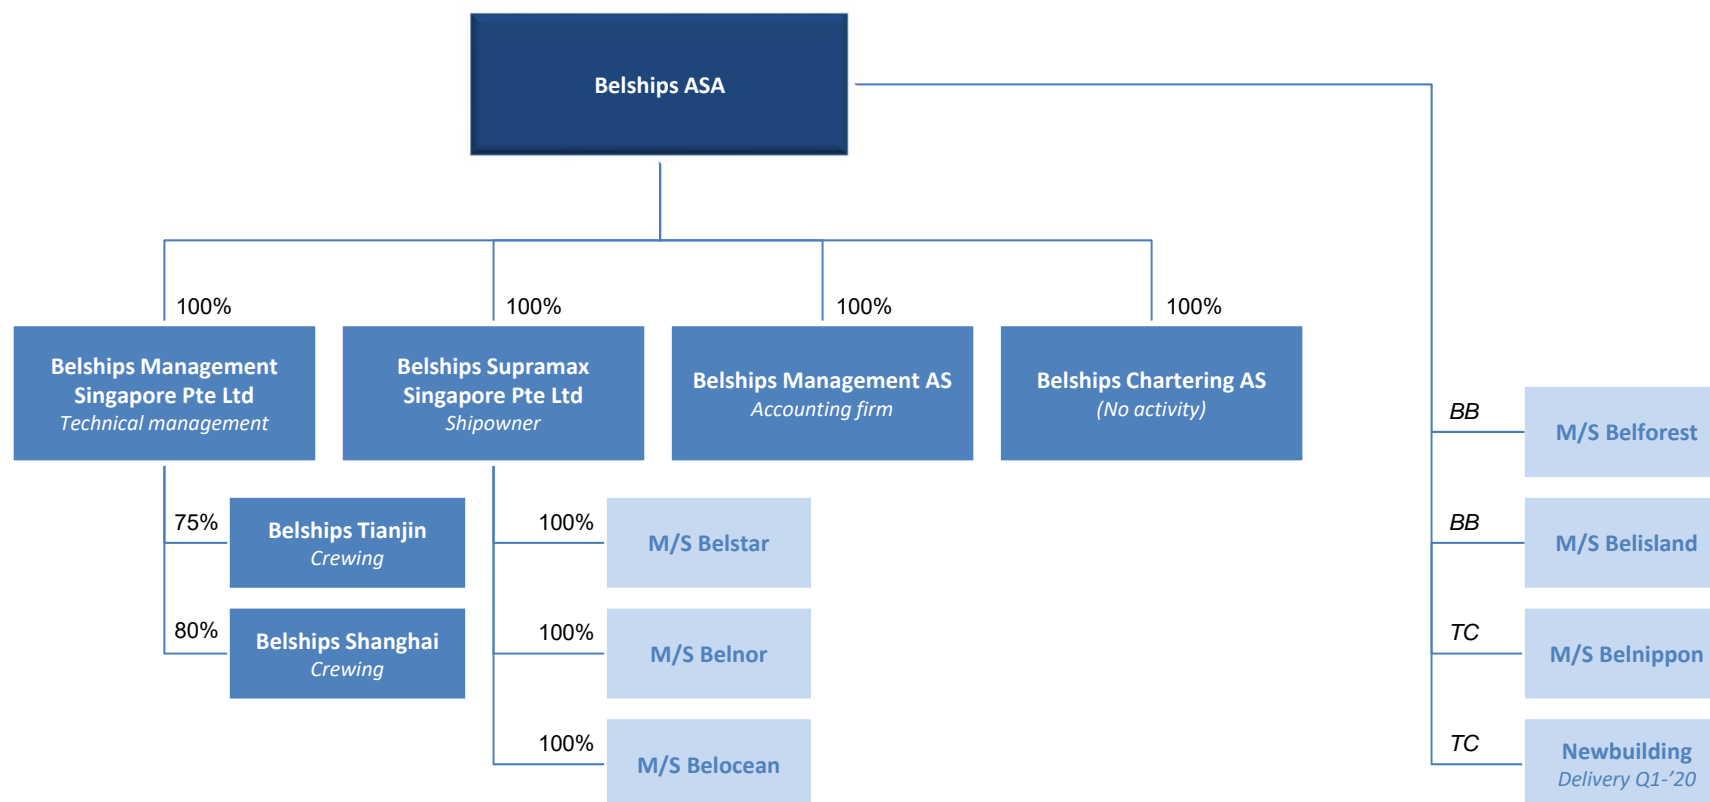 Belships ASA
100%
100%
100%
100%
Belships Management
Singapore Pte Ltd
Technical management
Belships Supramax
Singapore Pte Ltd
Shipowner
Belships Management AS
Accounting firm
Belships Chartering AS
(No activity)
75%
Belships Tianjin
Crewing
80%
Belships Shanghai
Crewing
100%
M/S Belstar
100%
M/S Belnor
100%
M/S Belocean
BB
M/S Belforest
BB
M/S Belisland
TC
M/S Belnippon
TC
Newbuilding
Delivery Q1-’20